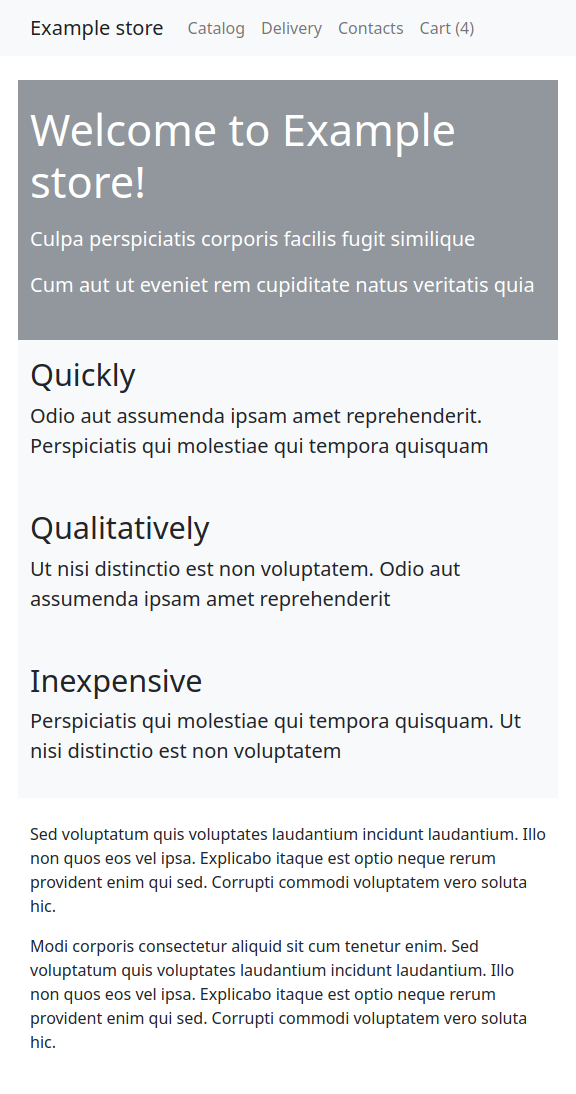 Example store Catalog Delivery Contacts Cart (4)
Welcome to Example
store!
Culpa perspiciatis corporis facilis fugit similique
Cum aut ut eveniet rem cupiditate natus veritatis quia
Quickly
Odio aut assumenda ipsam amet reprehenderit.
Perspiciatis qui molestiae qui tempora quisquam
Qualitatively
Ut nisi distinctio est non voluptatem. Odio aut
assumenda ipsam amet reprehenderit
Inexpensive
Perspiciatis qui molestiae qui tempora quisquam. Ut
nisi distinctio est non voluptatem
Sed voluptatum quis voluptates laudantium incidunt laudantium. Illo
non quos eos vel ipsa. Explicabo itaque est optio neque rerum
provident enim qui sed. Corrupti commodi voluptatem vero soluta
hic.
Modi corporis consectetur aliquid sit cum tenetur enim. Sed
voluptatum quis voluptates laudantium incidunt laudantium. Illo
non quos eos vel ipsa. Explicabo itaque est optio neque rerum
provident enim qui sed. Corrupti commodi voluptatem vero soluta
hic.